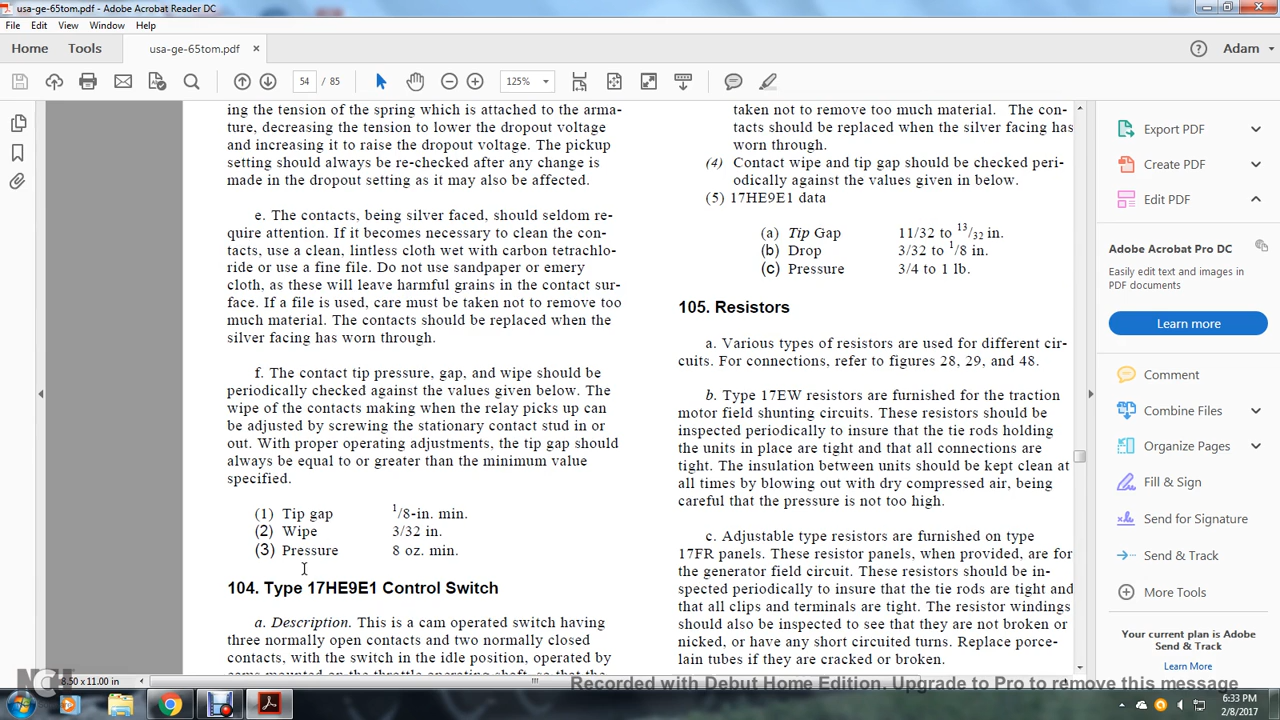 usa-ge-65tom.pdf - Adobe Acrobat Reader DC
File Edit View Window Help
Home Tools usa-ge-65tom.pdf × Adam
54 / 85 125%
ing the tension of the spring which is attached to the arma-
ture, decreasing the tension to lower the dropout voltage
and increasing it to raise the dropout voltage. The pickup
setting should always be re-checked after any change is
made in the dropout setting as it may also be affected.
e. The contacts, being silver faced, should seldom re-
quire attention. If it becomes necessary to clean the con-
tacts, use a clean, lintless cloth wet with carbon tetrachlo-
ride or use a fine file. Do not use sandpaper or emery
cloth, as these will leave harmful grains in the contact sur-
face. If a file is used, care must be taken not to remove too
much material. The contacts should be replaced when the
silver facing has worn through.
f. The contact tip pressure, gap, and wipe should be
periodically checked against the values given below. The
wipe of the contacts making when the relay picks up can
be adjusted by screwing the stationary contact stud in or
out. With proper operating adjustments, the tip gap should
always be equal to or greater than the minimum value
specified.
(1) Tip gap 1/8-in. min.
(2) Wipe 3/32 in.
(3) Pressure 8 oz. min.
104. Type 17HE9E1 Control Switch
a. Description. This is a cam operated switch having
three normally open contacts and two normally closed
contacts, with the switch in the idle position, operated by
taken not to remove too much material. The con-
tacts should be replaced when the silver facing has
worn through.
(4) Contact wipe and tip gap should be checked peri-
odically against the values given in below.
(5) 17HE9E1 data
(a) Tip Gap 11/32 to 13/32 in.
(b) Drop 3/32 to 1/8 in.
(c) Pressure 3/4 to 1 lb.
105. Resistors
a. Various types of resistors are used for different cir-
cuits. For connections, refer to figures 28, 29, and 48.
b. Type 17EW resistors are furnished for the traction
motor field shunting circuits. These resistors should be
inspected periodically to insure that the tie rods holding
the units in place are tight and that all connections are
tight. The insulation between units should be kept clean at
all times by blowing out with dry compressed air, being
careful that the pressure is not too high.
c. Adjustable type resistors are furnished on type
17FR panels. These resistor panels, when provided, are for
the generator field circuit. These resistors should be in-
spected periodically to insure that the tie rods are tight and
that all clips and terminals are tight. The resistor windings
should also be inspected to see that they are not broken or
nicked, or have any short circuited turns. Replace porce-
lain tubes if they are cracked or broken.
Export PDF
Create PDF
Edit PDF
Adobe Acrobat Pro DC
Easily edit text and images in
PDF documents
Learn more
Comment
Combine Files
Organize Pages
Fill & Sign
Send for Signature
Send & Track
More Tools
Your current plan is Adobe
Send & Track
Learn More
8.50 x 11.00 in
NCH
Recorded with Debut Home Edition. Upgrade to Pro to remove this message
6:33 PM
2/8/2017